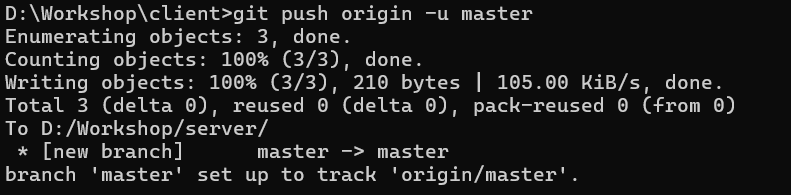 D:\Workshop\client>git push origin -u master
Enumerating objects: 3, done.
Counting objects: 100% (3/3), done.
Writing objects: 100% (3/3), 210 bytes | 105.00 KiB/s, done.
Total 3 (delta 0), reused 0 (delta 0), pack-reused 0 (from 0)
To D:/Workshop/server/
 * [new branch]      master -> master
branch 'master' set up to track 'origin/master'.